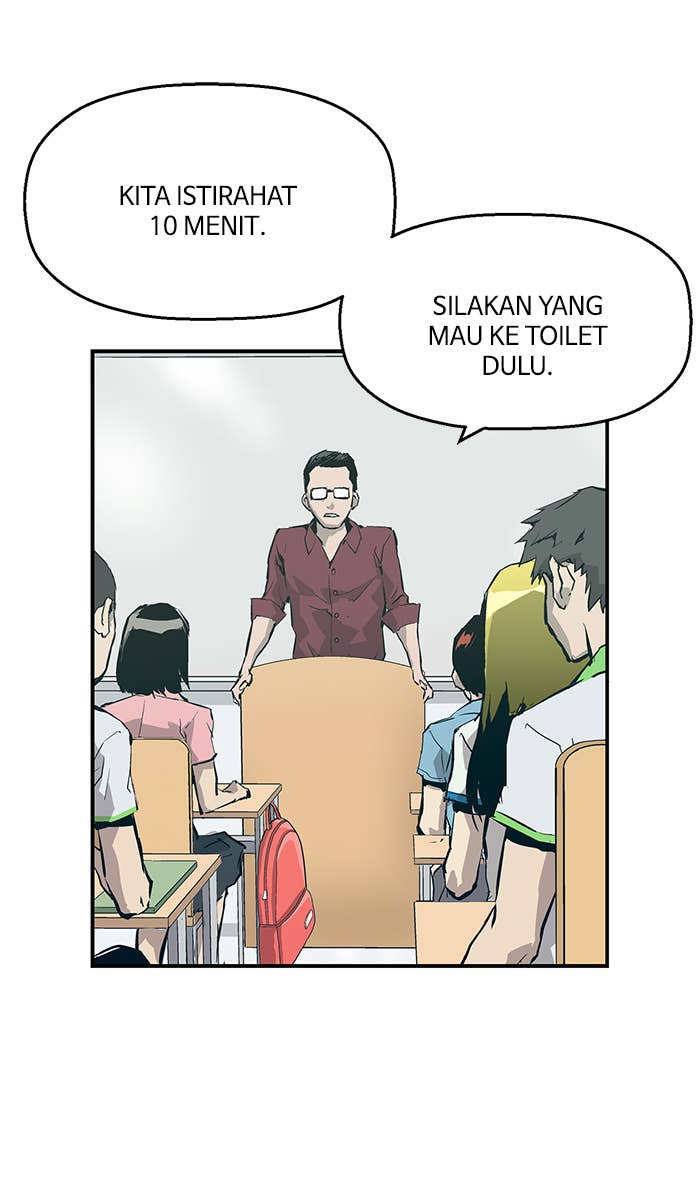 KITA ISTIRAHAT
10 MENIT.
SILAKAN YANG
MAU KE TOILET
DULU.